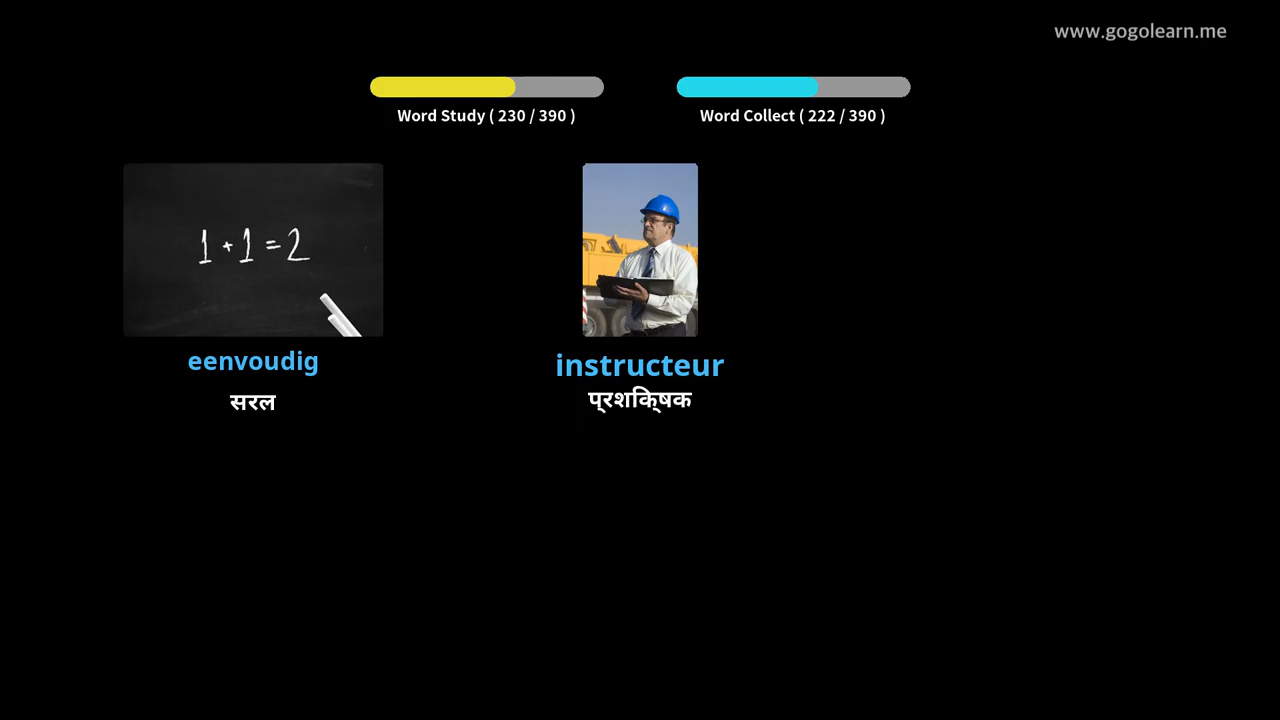 www.gogolearn.me
Word Study ( 230 / 390 )
Word Collect ( 222 / 390 )
1 + 1 = 2
eenvoudig
instructeur
सरल
प्रशिक्षक